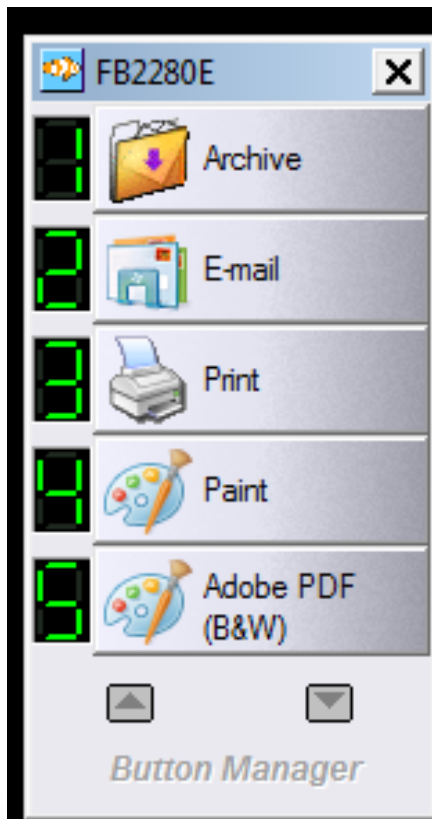 FB2280E
1 Archive
2 E-mail
3 Print
4 Paint
5 Adobe PDF
(B&W)
Button Manager